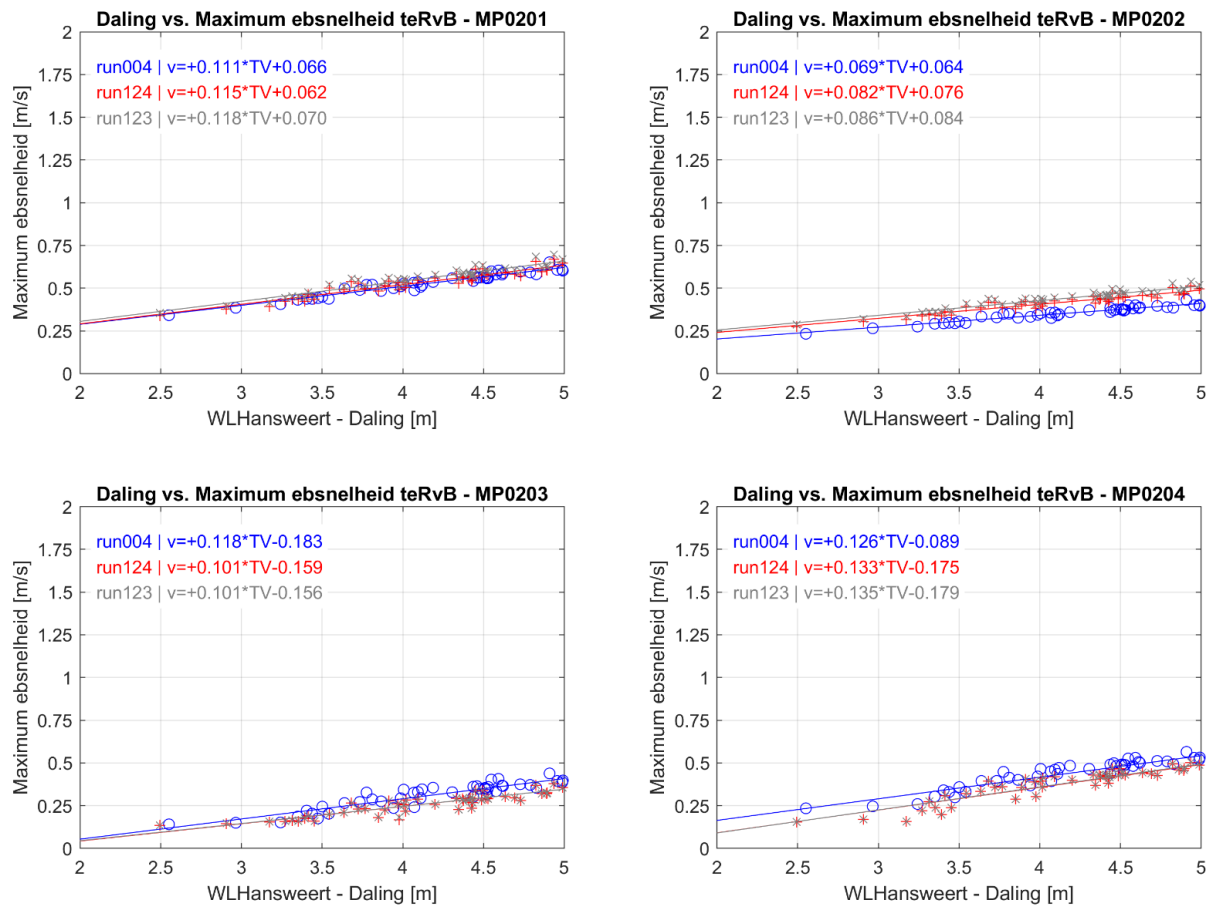 Daling vs. Maximum ebsnelheid teRvB - MP0201
2
1.75
1.5
1.25
1
0.75
0.5
0.25
0
Maximum ebsnelheid [m/s]
run004 | v=+0.111*TV+0.066
run124 | v=+0.115*TV+0.062
run123 | v=+0.118*TV+0.070
2 2.5 3 3.5 4 4.5 5
WLHansweert - Daling [m]
Daling vs. Maximum ebsnelheid teRvB - MP0202
2
1.75
1.5
1.25
1
0.75
0.5
0.25
0
Maximum ebsnelheid [m/s]
run004 | v=+0.069*TV+0.064
run124 | v=+0.082*TV+0.076
run123 | v=+0.086*TV+0.084
2 2.5 3 3.5 4 4.5 5
WLHansweert - Daling [m]
Daling vs. Maximum ebsnelheid teRvB - MP0203
2
1.75
1.5
1.25
1
0.75
0.5
0.25
0
Maximum ebsnelheid [m/s]
run004 | v=+0.118*TV-0.183
run124 | v=+0.101*TV-0.159
run123 | v=+0.101*TV-0.156
2 2.5 3 3.5 4 4.5 5
WLHansweert - Daling [m]
Daling vs. Maximum ebsnelheid teRvB - MP0204
2
1.75
1.5
1.25
1
0.75
0.5
0.25
0
Maximum ebsnelheid [m/s]
run004 | v=+0.126*TV-0.089
run124 | v=+0.133*TV-0.175
run123 | v=+0.135*TV-0.179
2 2.5 3 3.5 4 4.5 5
WLHansweert - Daling [m]